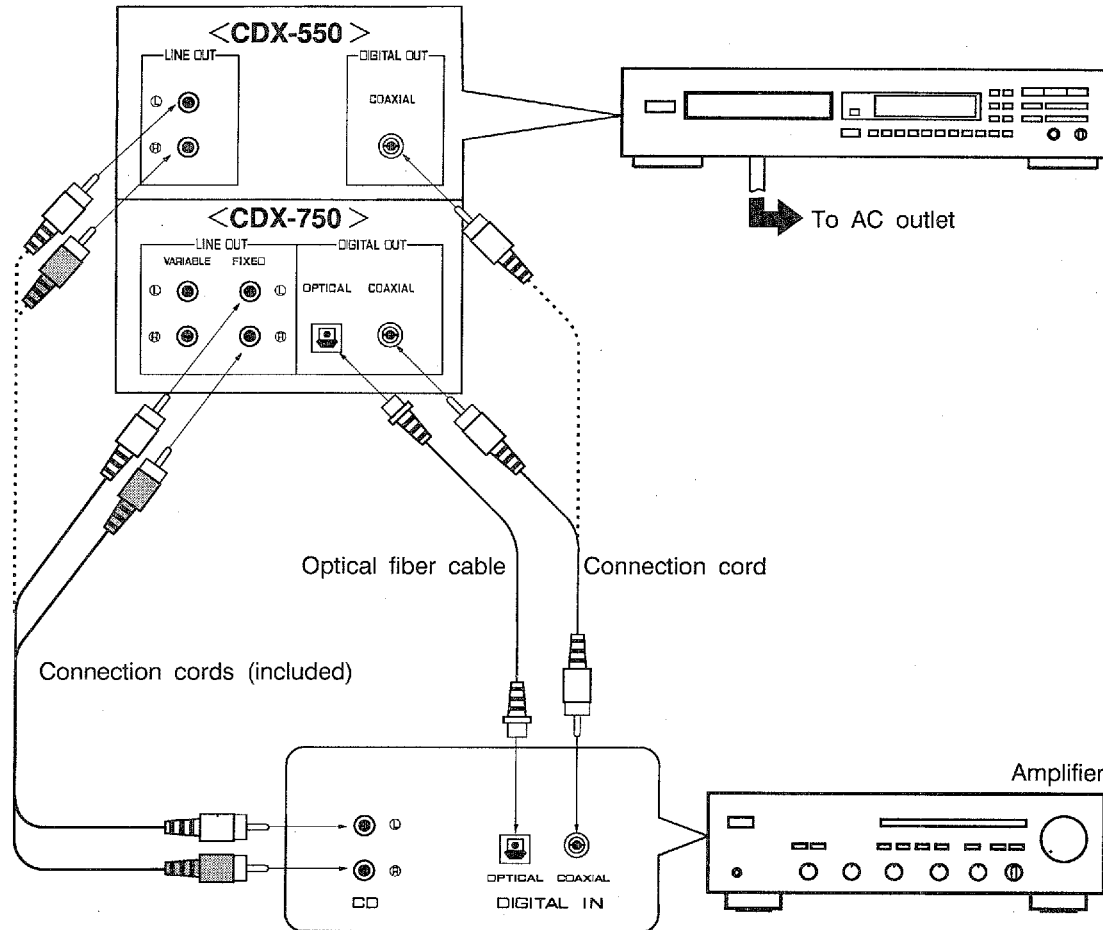 <CDX-550>
LINE OUT
DIGITAL OUT
L
COAXIAL
R
<CDX-750>
LINE OUT
DIGITAL OUT
VARIABLE FIXED
OPTICAL COAXIAL
L L
R R
To AC outlet
Optical fiber cable
Connection cord
Connection cords (included)
Amplifier
L
R
OPTICAL COAXIAL
CD
DIGITAL IN